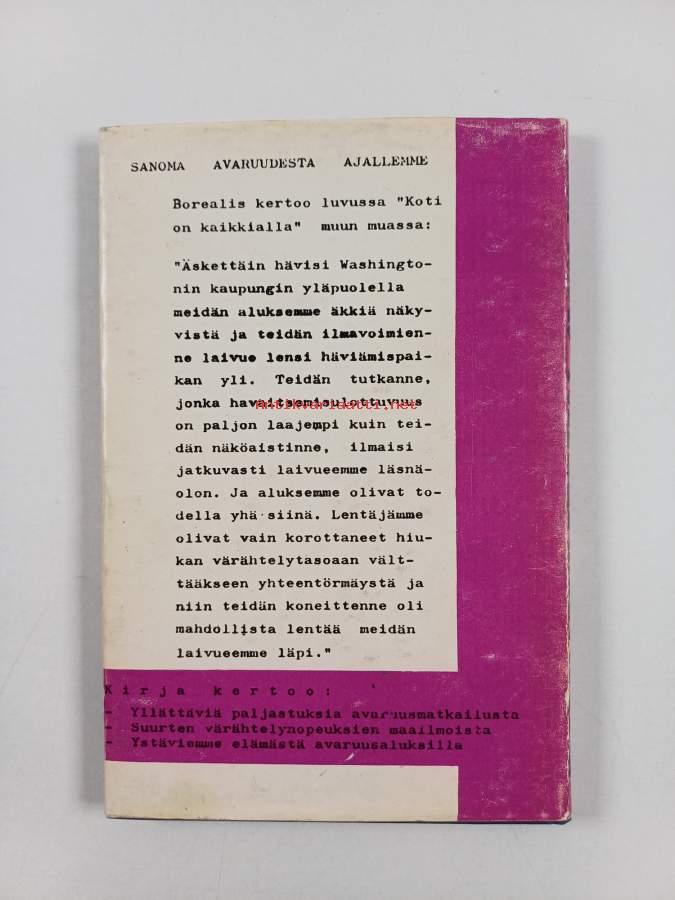 SANOMA AVARUUDESTA AJALLEMME
Borealis kertoo luvussa "Koti
on kaikkialla" muun muassa:
"Äskettäin hävisi Washingto-
nin kaupungin yläpuolella
meidän aluksemme äkkiä näky-
vistä ja teidän ilmavoimien-
ne laivue lensi häviämispai-
kan yli. Teidän tutkanne,
jonka havaitsemisulottuvuus
antikvariaatti.net
on paljon laajempi kuin tei-
dän näköaistinne, ilmaisi
jatkuvasti laivueemme läsnä-
olon. Ja aluksemme olivat to-
della yhä siinä. Lentäjämme
olivat vain korottaneet hiu-
kan värähtelytasoaan vält-
tääkseen yhteentörmäystä ja
niin teidän koneittenne oli
mahdollista lentää meidän
laivueemme läpi."
Kirja kertoo:
- Yllättäviä paljastuksia avaruusmatkailusta
- Suurten värähtelynopeuksien maailmoista
- Ystäviemme elämästä avaruusaluksilla